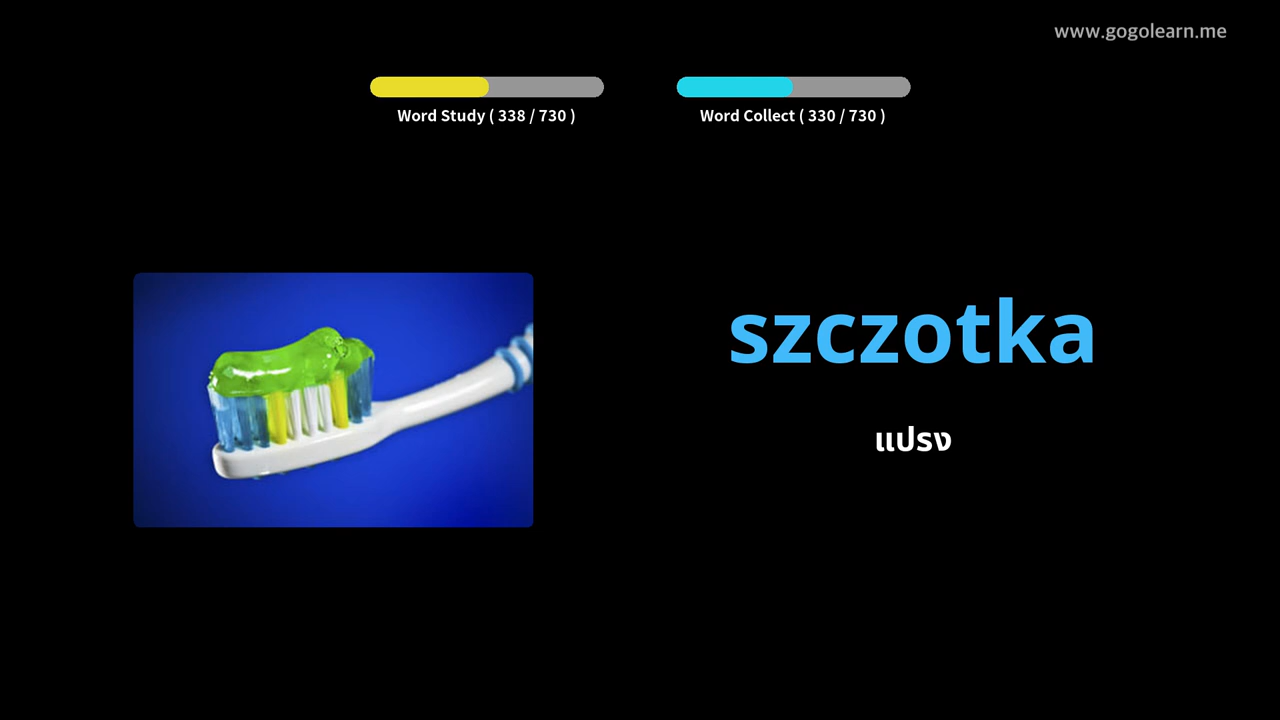 www.gogolearn.me
Word Study ( 338 / 730 )
Word Collect ( 330 / 730 )
szczotka
แปรง